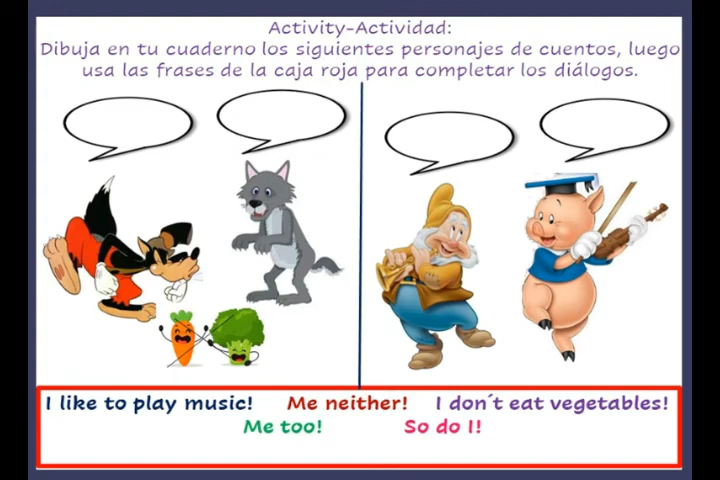 Activity-Actividad:
Dibuja en tu cuaderno los siguientes personajes de cuentos, luego
usa las frases de la caja roja para completar los diálogos.
I like to play music! Me neither! I don´t eat vegetables!
Me too! So do I!